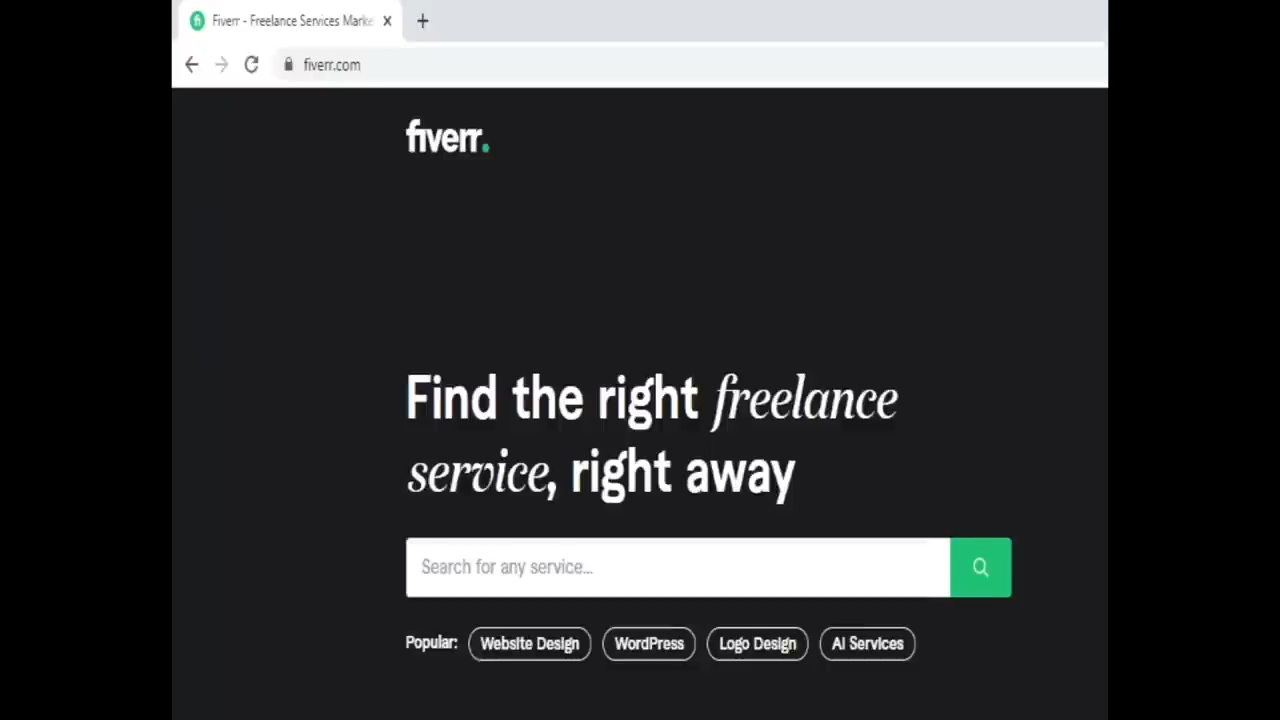 Fiverr - Freelance Services Marke
fiverr.com
fiverr.
Find the right freelance
service, right away
Search for any service...
Popular: Website Design WordPress Logo Design AI Services